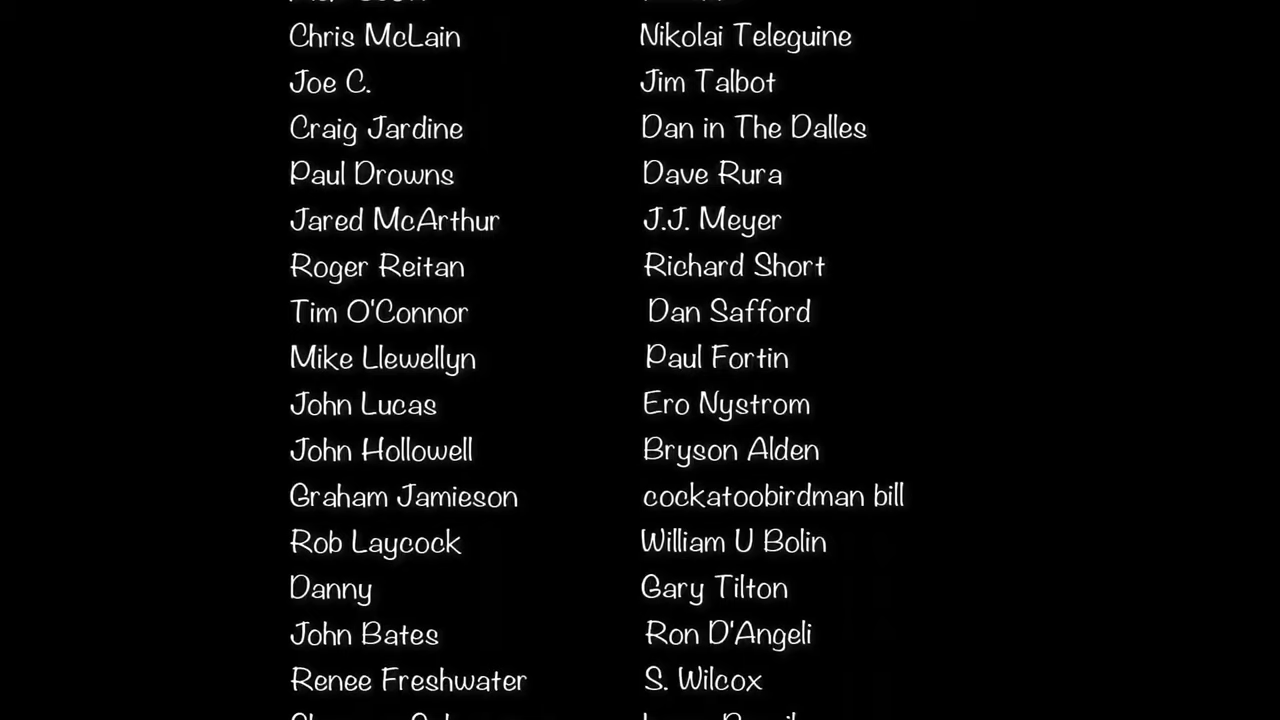 Chris McLain
Joe C.
Craig Jardine
Paul Drowns
Jared McArthur
Roger Reitan
Tim O'Connor
Mike Llewellyn
John Lucas
John Hollowell
Graham Jamieson
Rob Laycock
Danny
John Bates
Renee Freshwater
Nikolai Teleguine
Jim Talbot
Dan in The Dalles
Dave Rura
J.J. Meyer
Richard Short
Dan Safford
Paul Fortin
Ero Nystrom
Bryson Alden
cockatoobirdman bill
William U Bolin
Gary Tilton
Ron D'Angeli
S. Wilcox